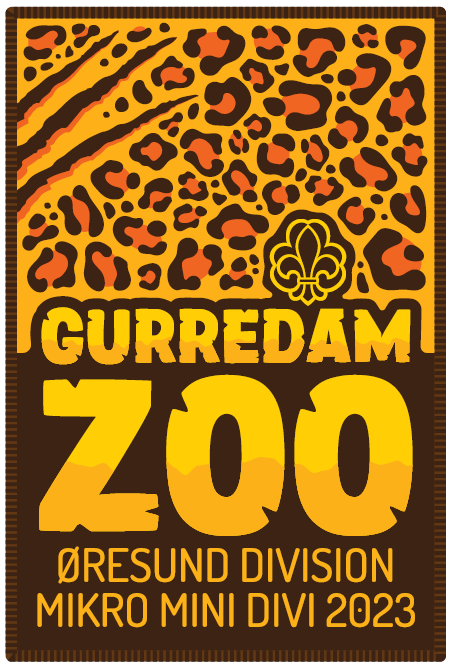 GURREDAM
ZOO
ØRESUND DIVISION
MIKRO MINI DIVI 2023